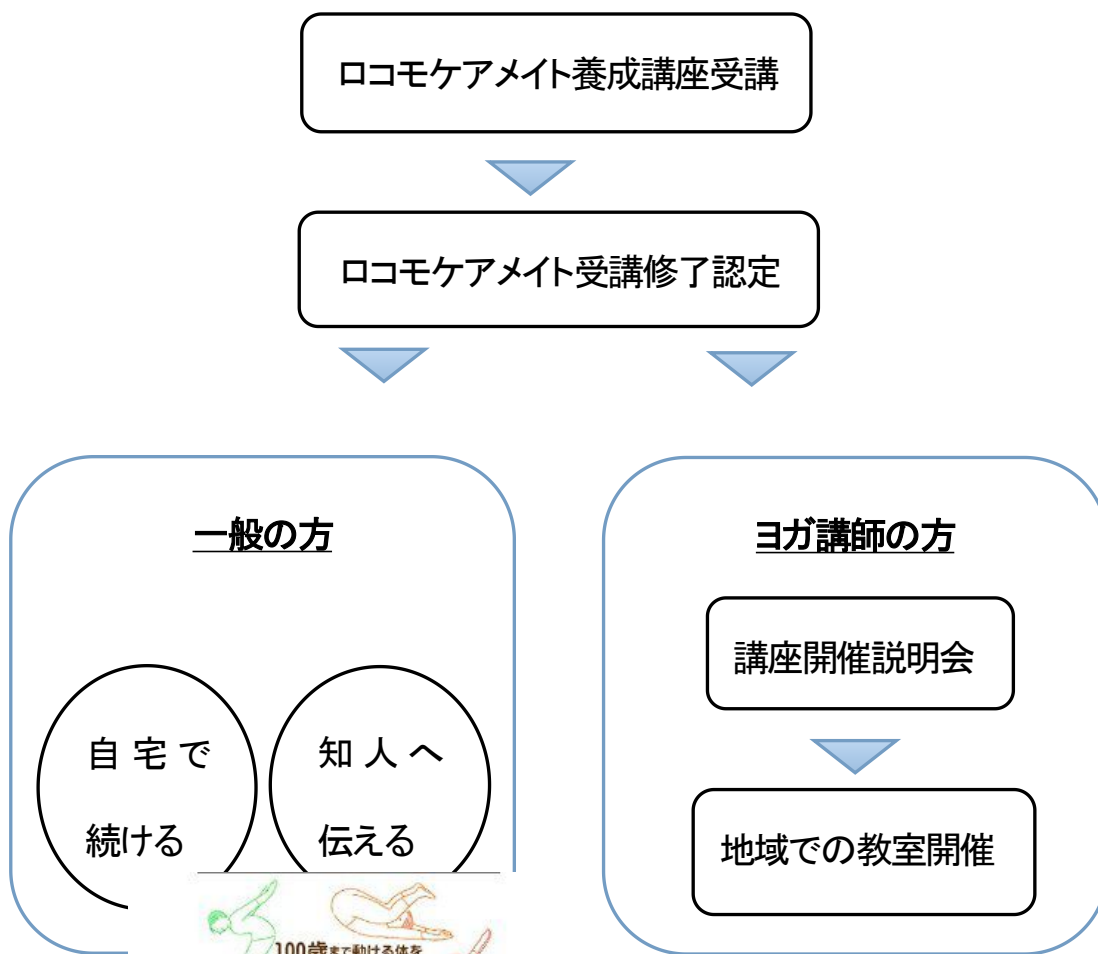 ロコモケアメイト養成講座受講
ロコモケアメイト受講修了認定
一般の方
自宅で
続ける
知人へ
伝える
ヨガ講師の方
講座開催説明会
地域での教室開催
100歳まで動ける体を